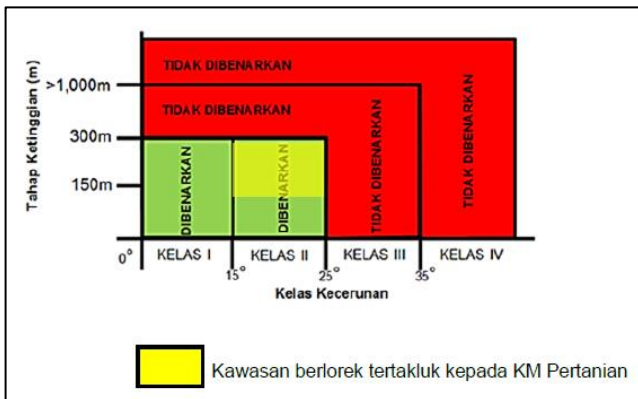 Tahap Ketinggian (m)
>1,000m
300m
150m
TIDAK DIBENARKAN
TIDAK DIBENARKAN
DIBENARKAN
DIBENARKAN
TIDAK DIBENARKAN
TIDAK DIBENARKAN
0° KELAS I 15° KELAS II 25° KELAS III 35° KELAS IV
Kelas Kecerunan
Kawasan berlorek tertakluk kepada KM Pertanian